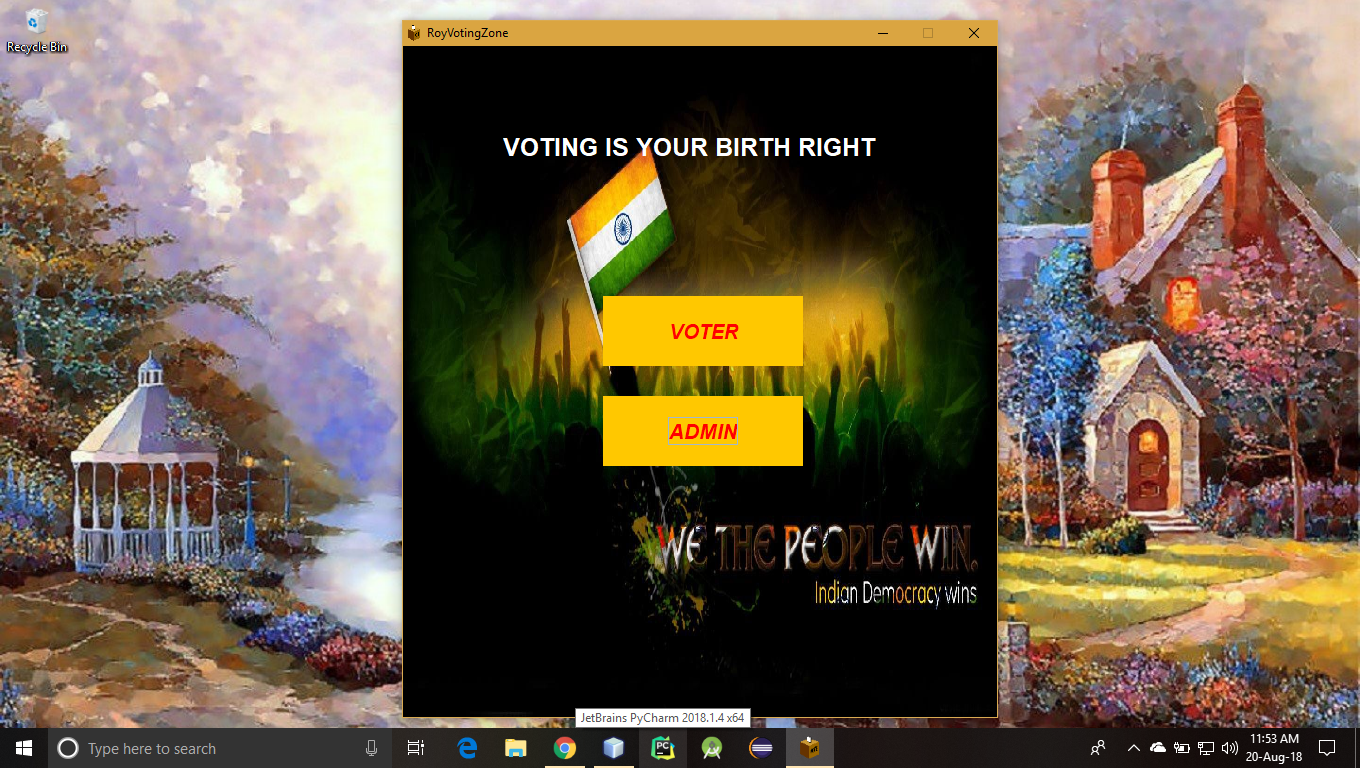 Recycle Bin
RoyVotingZone
VOTING IS YOUR BIRTH RIGHT
VOTER
ADMIN
WE THE PEOPLE WIN.
Indian Democracy wins
JetBrains PyCharm 2018.1.4 x64
Type here to search
PC
11:53 AM
20-Aug-18